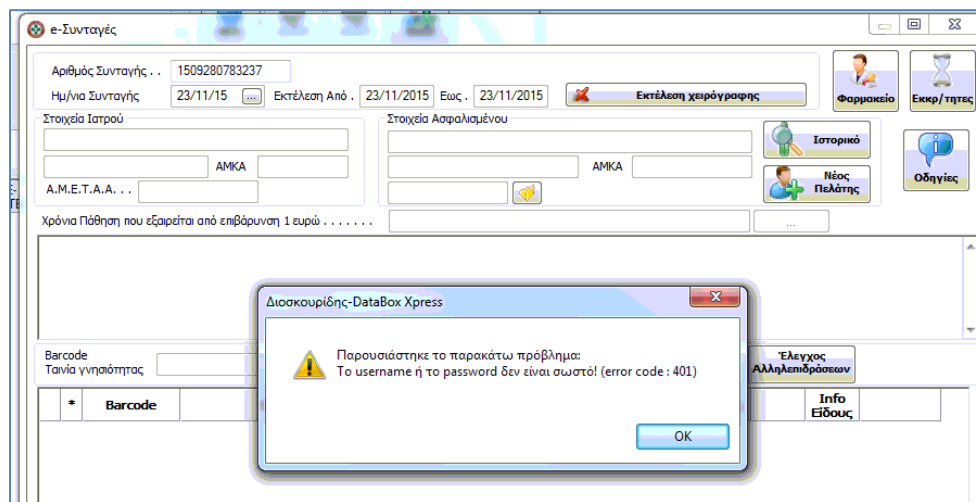 e-Συνταγές
Αριθμός Συνταγής . . 1509280783237
Ημ/νια Συνταγής 23/11/15 ... Εκτέλεση Από . 23/11/2015 Εως . 23/11/2015 Εκτέλεση χειρόγραφης
Φαρμακείο
Εκκρ/τητες
Στοιχεία Ιατρού
Στοιχεία Ασφαλισμένου
Ιστορικό
ΑΜΚΑ
ΑΜΚΑ
Α.Μ.Ε.Τ.Α.Α. . . .
Νέος
Πελάτης
Οδηγίες
Χρόνια Πάθηση που εξαιρείται από επιβάρυνση 1 ευρώ . . . . . . . ...
Διοσκουρίδης-DataBox Xpress
Παρουσιάστηκε το παρακάτω πρόβλημα:
Το username ή το password δεν είναι σωστό! (error code : 401)
OK
Barcode
Ταινία γνησιότητας
Έλεγχος
Αλληλεπιδράσεων
* Barcode
Info
Είδους